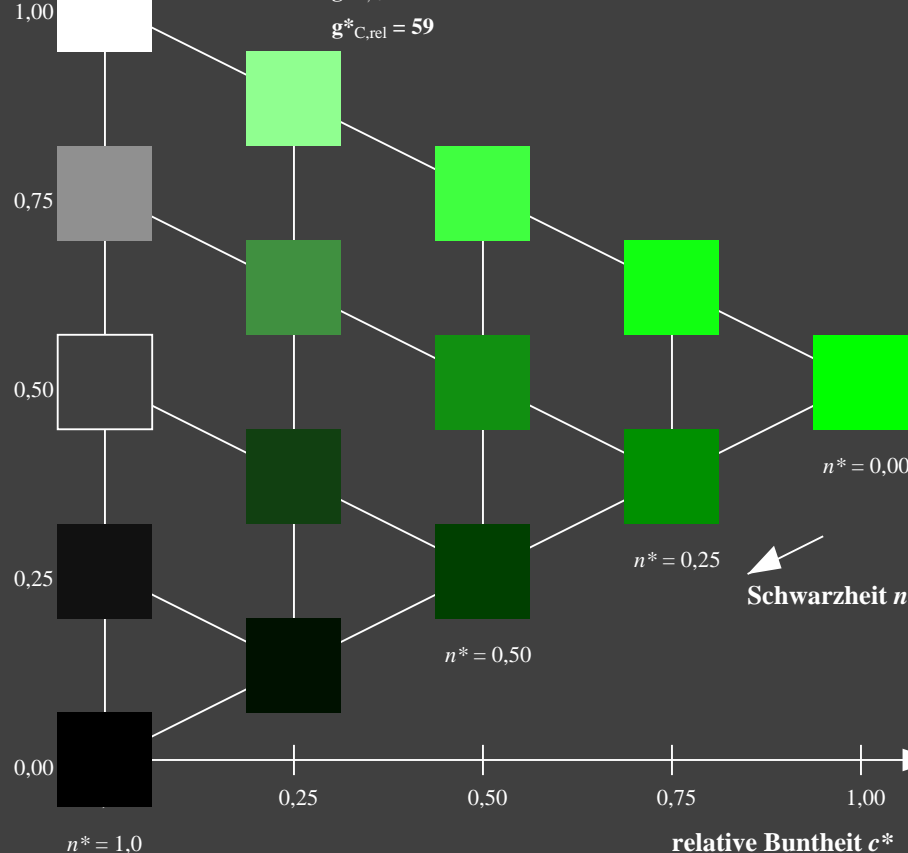 1,00
g*C,rel = 59
0,75
0,50
n* = 0,00
n* = 0,25
0,25
Schwarzheit n
n* = 0,50
0,00
0,25 0,50 0,75 1,00
n* = 1,0
relative Buntheit c*